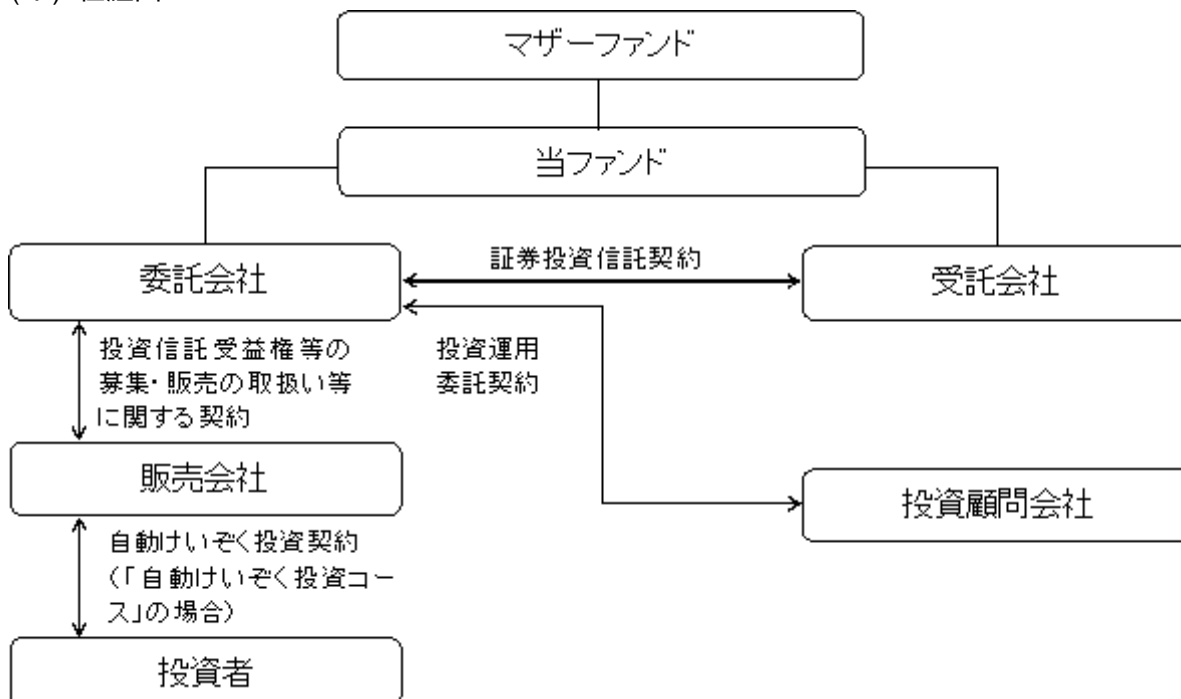 マザーファンド
当ファンド
証券投資信託契約
委託会社
受託会社
投資信託受益権等の
募集・販売の取扱い等
に関する契約
投資運用
委託契約
販売会社
投資顧問会社
自動けいぞく投資契約
(「自動けいぞく投資コー
ス」の場合)
投資者